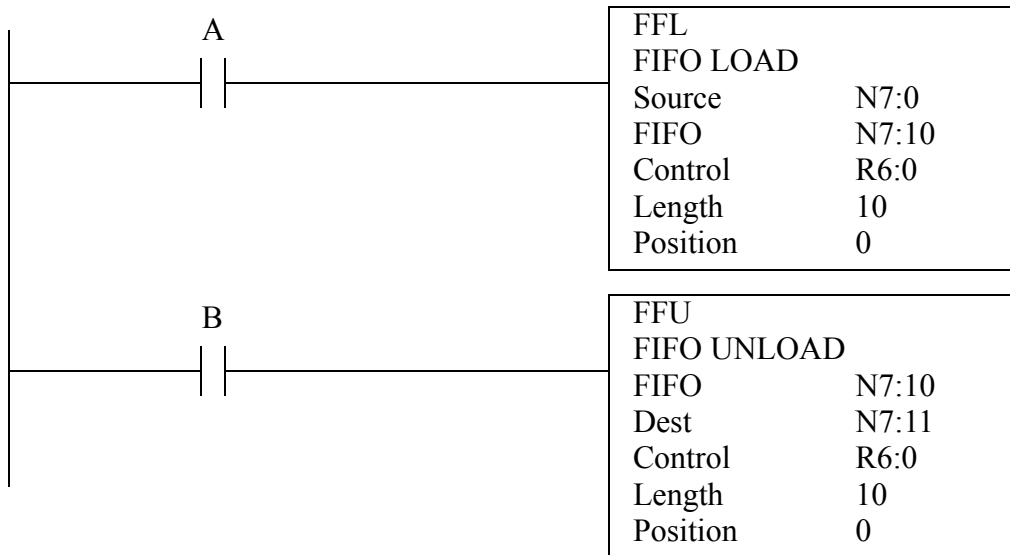 A
FFL
FIFO LOAD
Source N7:0
FIFO N7:10
Control R6:0
Length 10
Position 0
B
FFU
FIFO UNLOAD
FIFO N7:10
Dest N7:11
Control R6:0
Length 10
Position 0